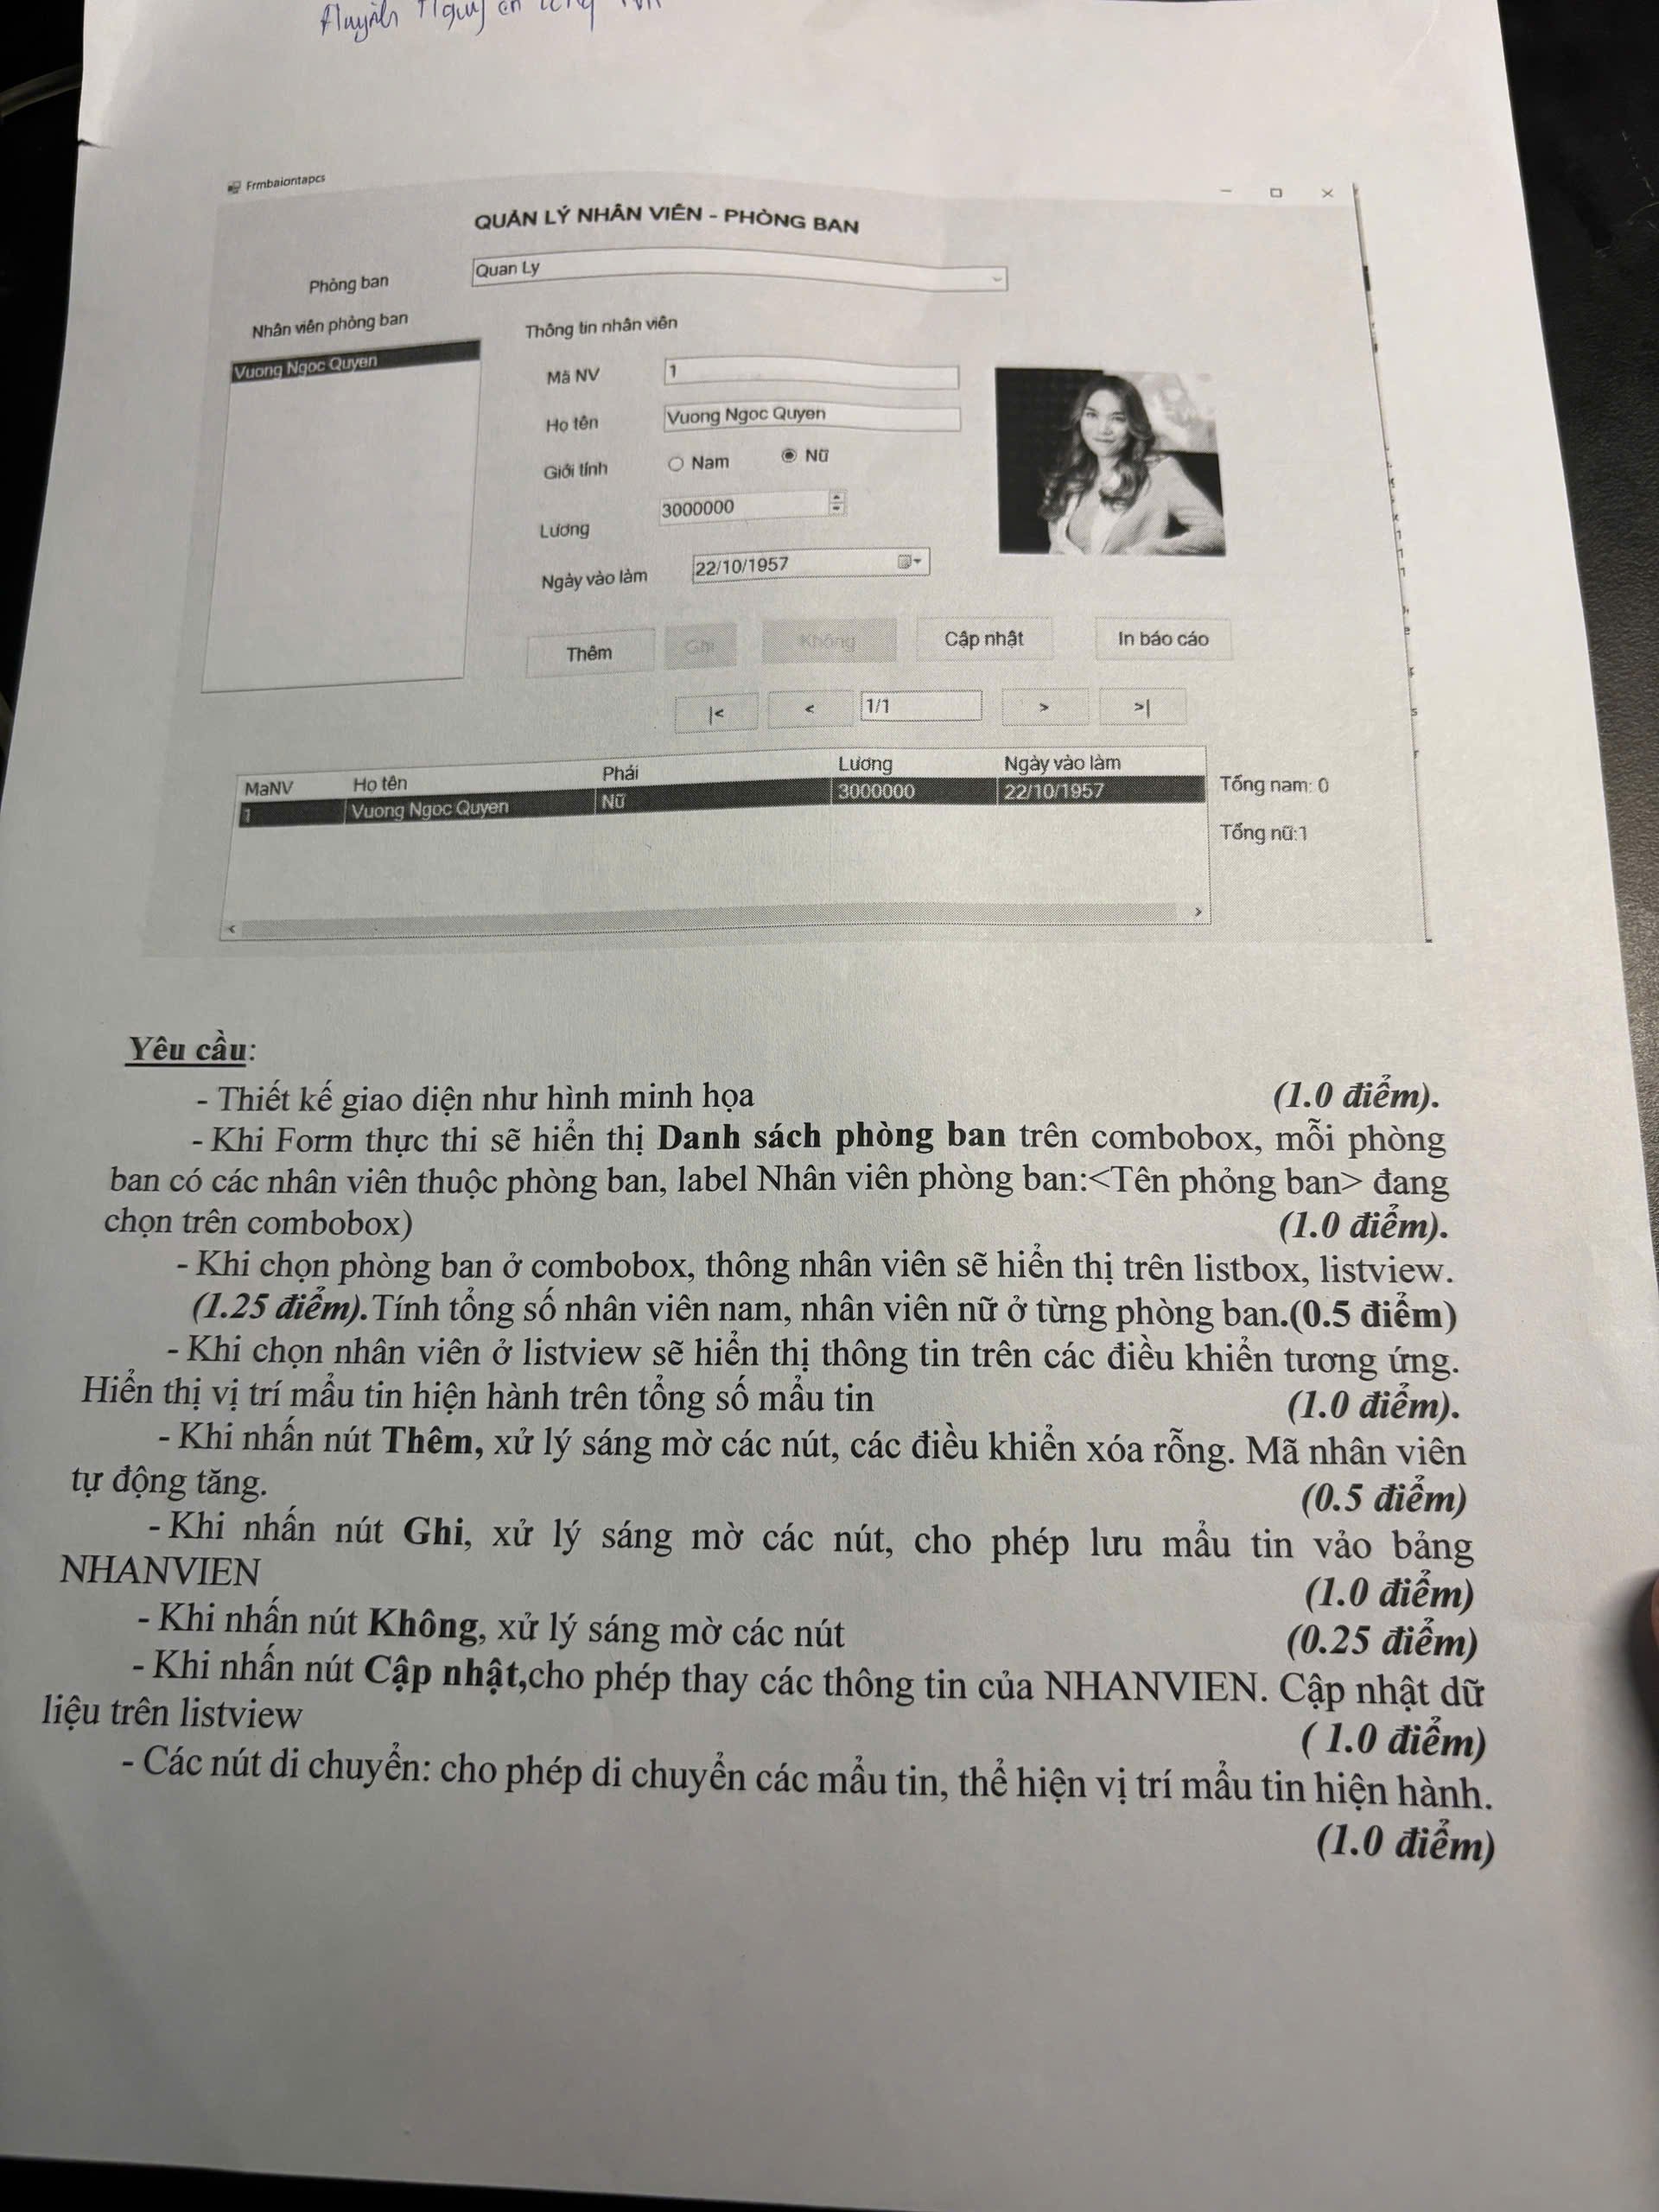 Huỳnh
Frmbaiontapcs
QUẢN LÝ NHÂN VIÊN - PHÒNG BAN
Phòng ban
Quan Ly
Nhân viên phòng ban
Thông tin nhân viên
Vuong Ngoc Quyen
Mã NV
1
Họ tên
Vuong Ngoc Quyen
Giới tính
Nam
Nữ
Lương
3000000
Ngày vào làm
22/10/1957
Thêm Ghi Không Cập nhật In báo cáo
|< < 1/1 > >|
MaNV Họ tên Phái Lương Ngày vào làm
1 Vuong Ngoc Quyen Nữ 3000000 22/10/1957
Tổng nam: 0
Tổng nữ:1
Yêu cầu:
- Thiết kế giao diện như hình minh họa (1.0 điểm).
- Khi Form thực thi sẽ hiển thị Danh sách phòng ban trên combobox, mỗi phòng
ban có các nhân viên thuộc phòng ban, label Nhân viên phòng ban:<Tên phỏng ban> đang
chọn trên combobox) (1.0 điểm).
- Khi chọn phòng ban ở combobox, thông nhân viên sẽ hiển thị trên listbox, listview.
(1.25 điểm).Tính tổng số nhân viên nam, nhân viên nữ ở từng phòng ban.(0.5 điểm)
- Khi chọn nhân viên ở listview sẽ hiển thị thông tin trên các điều khiển tương ứng.
Hiển thị vị trí mẩu tin hiện hành trên tổng số mẩu tin (1.0 điểm).
- Khi nhấn nút Thêm, xử lý sáng mờ các nút, các điều khiển xóa rỗng. Mã nhân viên
tự động tăng. (0.5 điểm)
- Khi nhấn nút Ghi, xử lý sáng mờ các nút, cho phép lưu mẩu tin vào bảng
NHANVIEN (1.0 điểm)
- Khi nhấn nút Không, xử lý sáng mờ các nút (0.25 điểm)
- Khi nhấn nút Cập nhật,cho phép thay các thông tin của NHANVIEN. Cập nhật dữ
liệu trên listview ( 1.0 điểm)
- Các nút di chuyển: cho phép di chuyển các mẩu tin, thể hiện vị trí mẩu tin hiện hành.
(1.0 điểm)